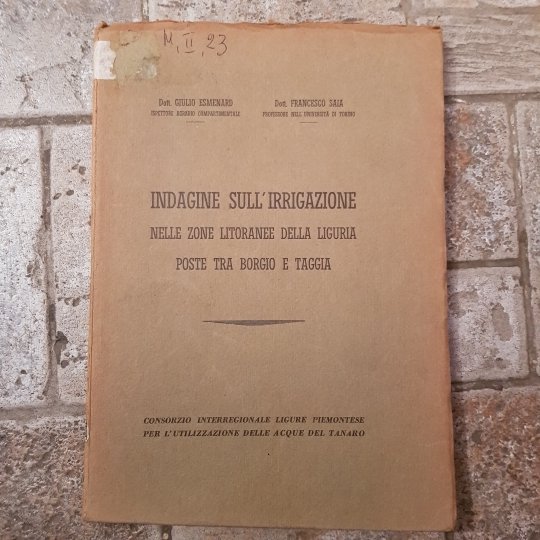 M, II, 23
Dott. GIULIO ESMENARD
ISPETTORE AGRARIO COMPARTIMENTALE
Dott. FRANCESCO SAIA
PROFESSORE NELL'UNIVERSITÀ DI TORINO
INDAGINE SULL'IRRIGAZIONE
NELLE ZONE LITORANEE DELLA LIGURIA
POSTE TRA BORGIO E TAGGIA
CONSORZIO INTERREGIONALE LIGURE PIEMONTESE
PER L'UTILIZZAZIONE DELLE ACQUE DEL TANARO